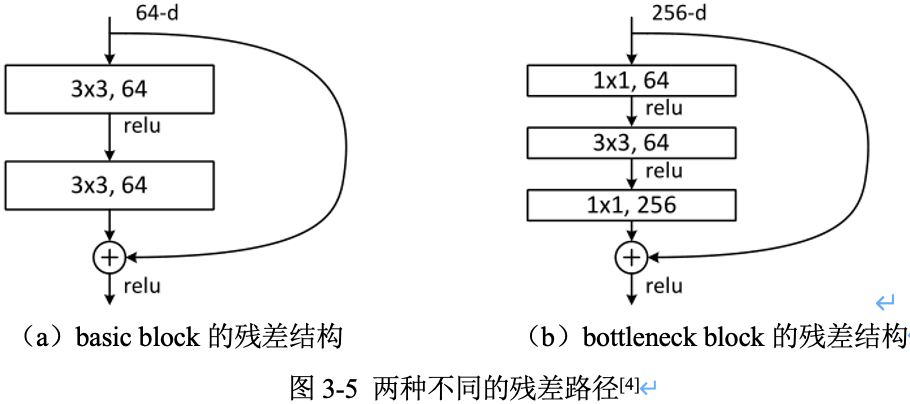 64-d
3x3, 64
relu
3x3, 64
+
relu
256-d
1x1, 64
relu
3x3, 64
relu
1x1, 256
+
relu
↵
（a）basic block 的残差结构
（b）bottleneck block 的残差结构
图 3-5 两种不同的残差路径[4]↵